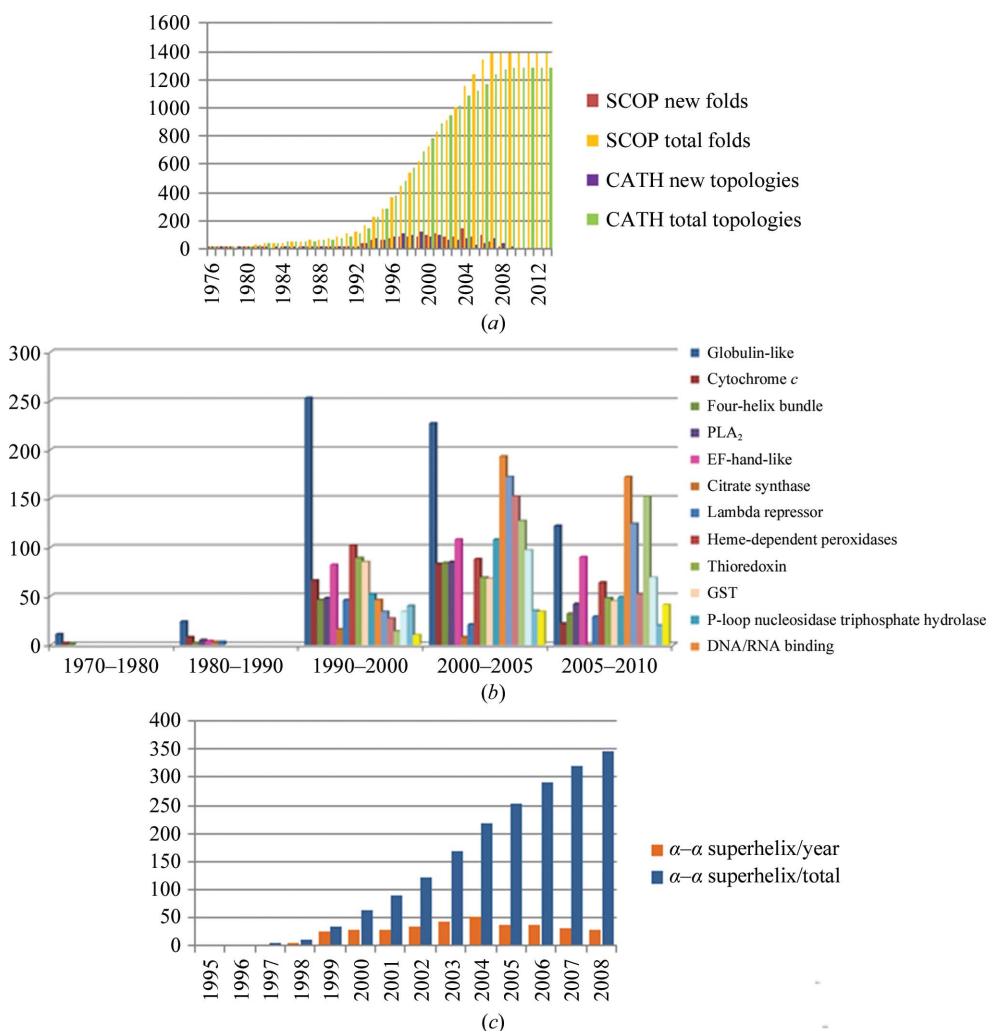 1600
1400
1200
1000
800
600
400
200
0
1976
1980
1984
1988
1992
1996
2000
2004
2008
2012
SCOP new folds
SCOP total folds
CATH new topologies
CATH total topologies
(a)
300
250
200
150
100
50
0
1970–1980
1980–1990
1990–2000
2000–2005
2005–2010
Globulin-like
Cytochrome c
Four-helix bundle
PLA₂
EF-hand-like
Citrate synthase
Lambda repressor
Heme-dependent peroxidases
Thioredoxin
GST
P-loop nucleosidase triphosphate hydrolase
DNA/RNA binding
(b)
400
350
300
250
200
150
100
50
0
1995
1996
1997
1998
1999
2000
2001
2002
2003
2004
2005
2006
2007
2008
α–α superhelix/year
α–α superhelix/total
(c)